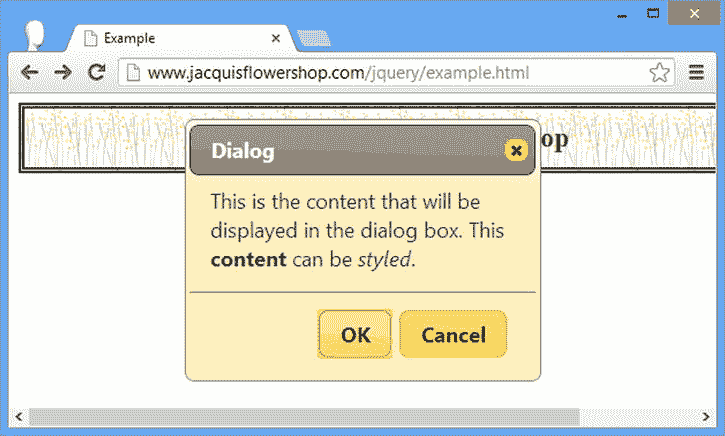 Example
www.jacquisflowershop.com/jquery/example.html
op
Dialog
This is the content that will be
displayed in the dialog box. This
content can be styled.
OK Cancel